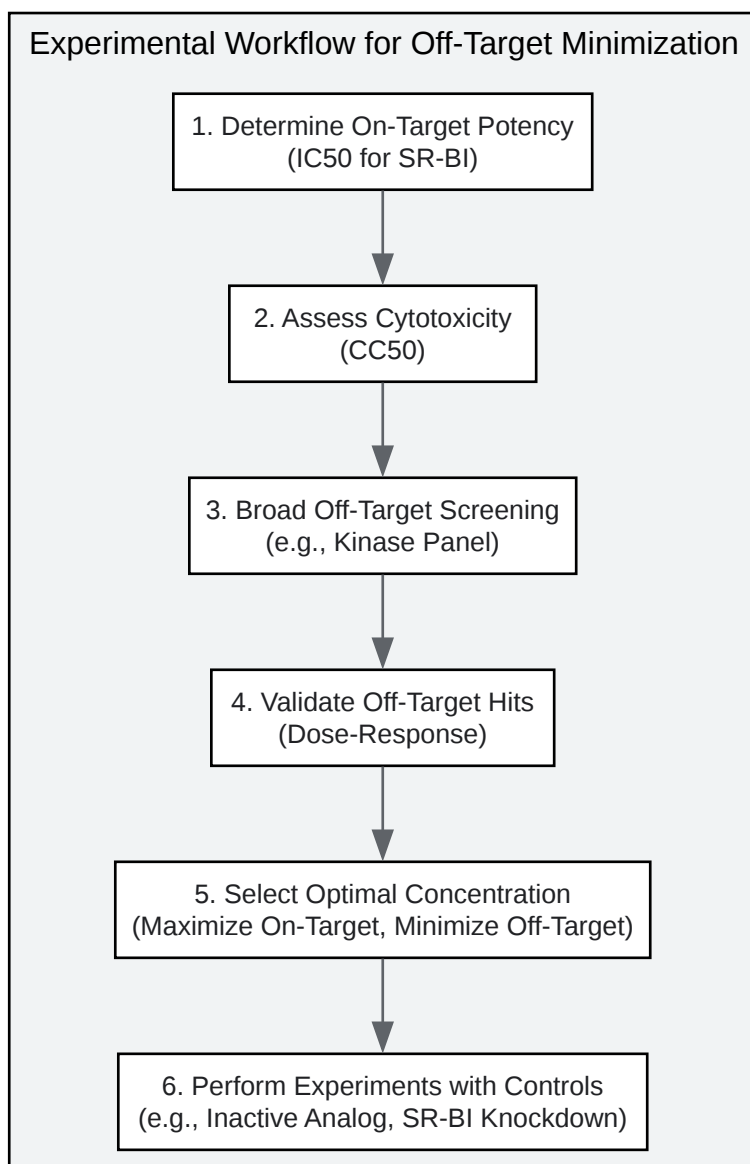 Experimental Workflow for Off-Target Minimization
1. Determine On-Target Potency
(IC50 for SR-BI)
2. Assess Cytotoxicity
(CC50)
3. Broad Off-Target Screening
(e.g., Kinase Panel)
4. Validate Off-Target Hits
(Dose-Response)
5. Select Optimal Concentration
(Maximize On-Target, Minimize Off-Target)
6. Perform Experiments with Controls
(e.g., Inactive Analog, SR-BI Knockdown)